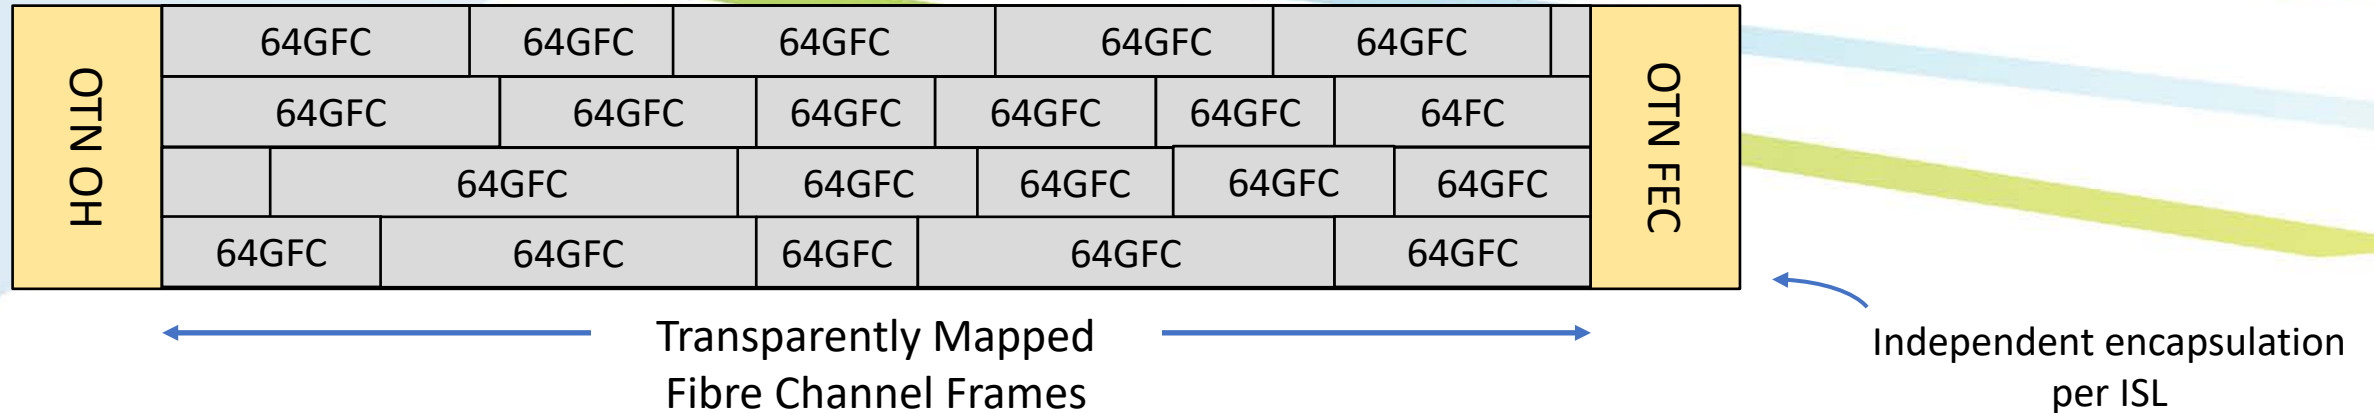 OTN OH
64GFC 64GFC 64GFC 64GFC 64GFC
64GFC 64GFC 64GFC 64GFC 64GFC 64FC
64GFC 64GFC 64GFC 64GFC 64GFC
64GFC 64GFC 64GFC 64GFC 64GFC
OTN FEC
Transparently Mapped
Fibre Channel Frames
Independent encapsulation
per ISL